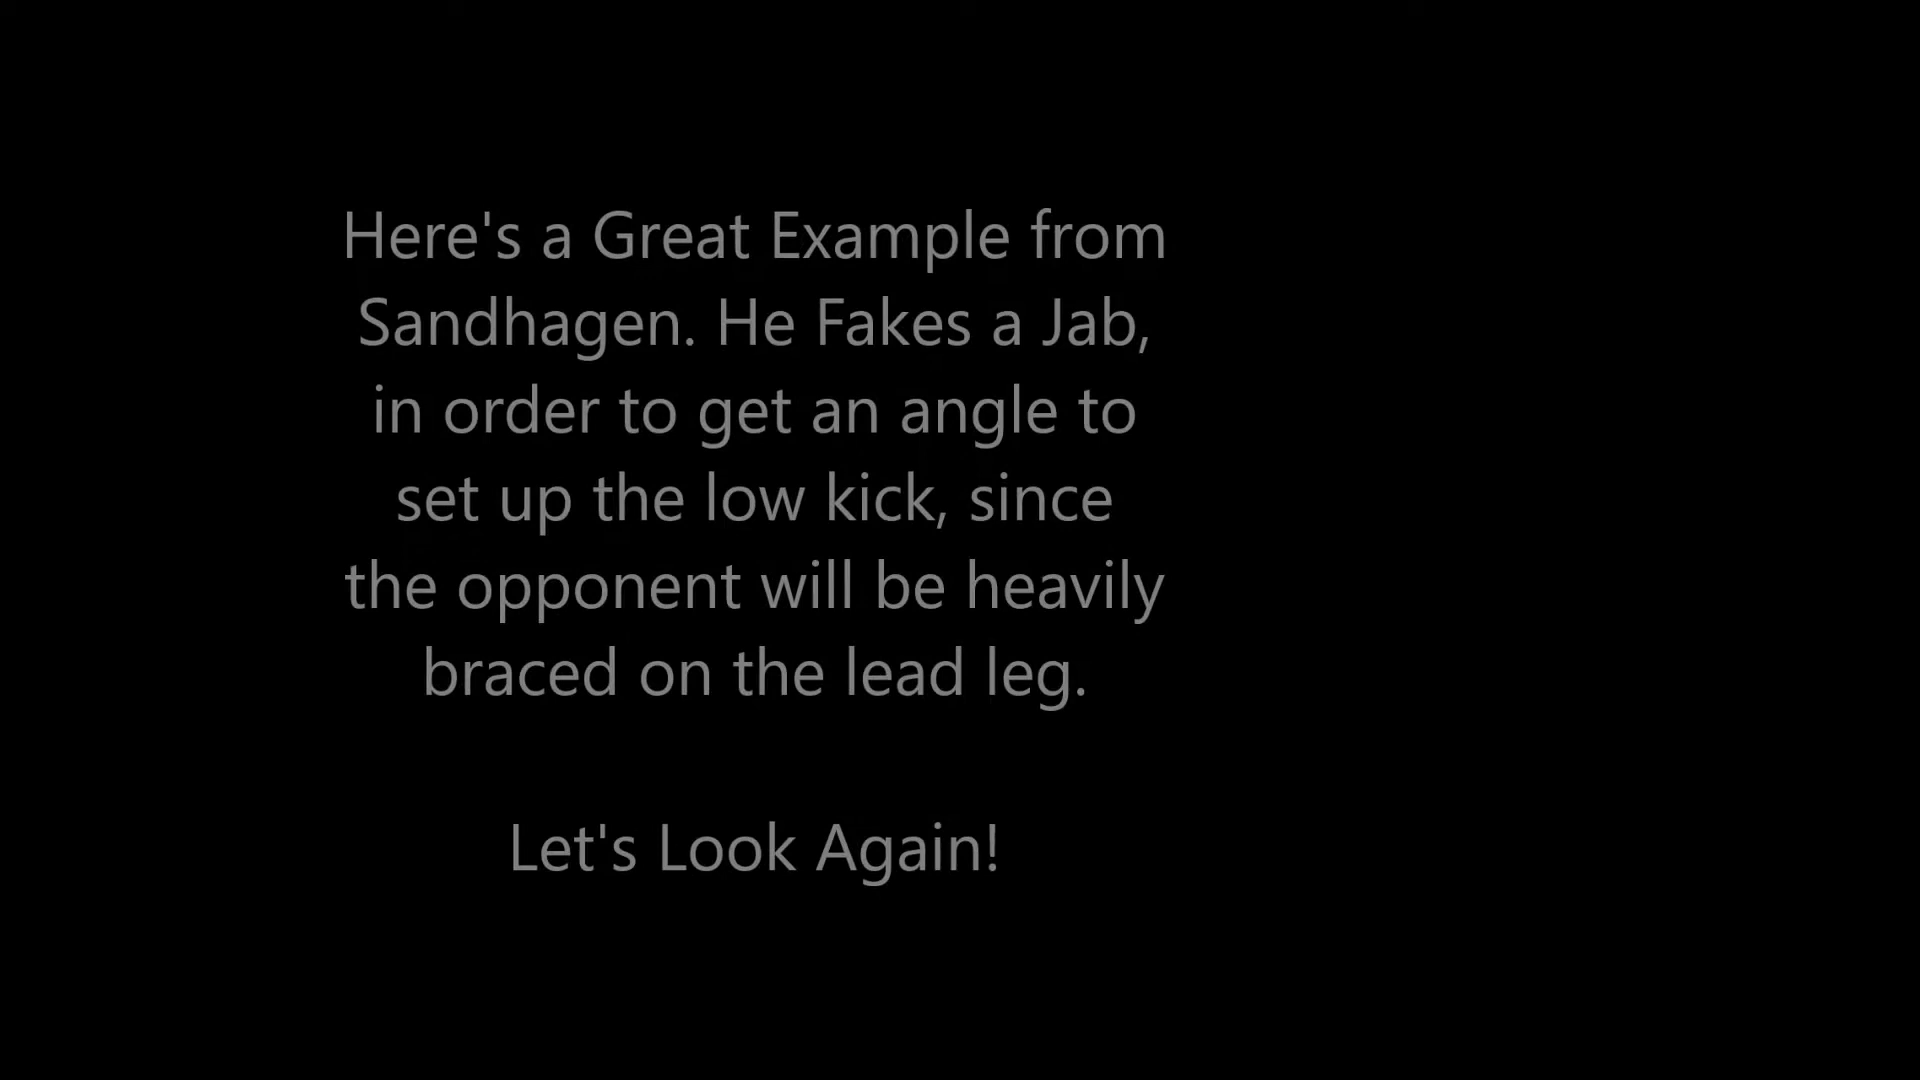 Here's a Great Example from
Sandhagen. He Fakes a Jab,
in order to get an angle to
set up the low kick, since
the opponent will be heavily
braced on the lead leg.
Let's Look Again!